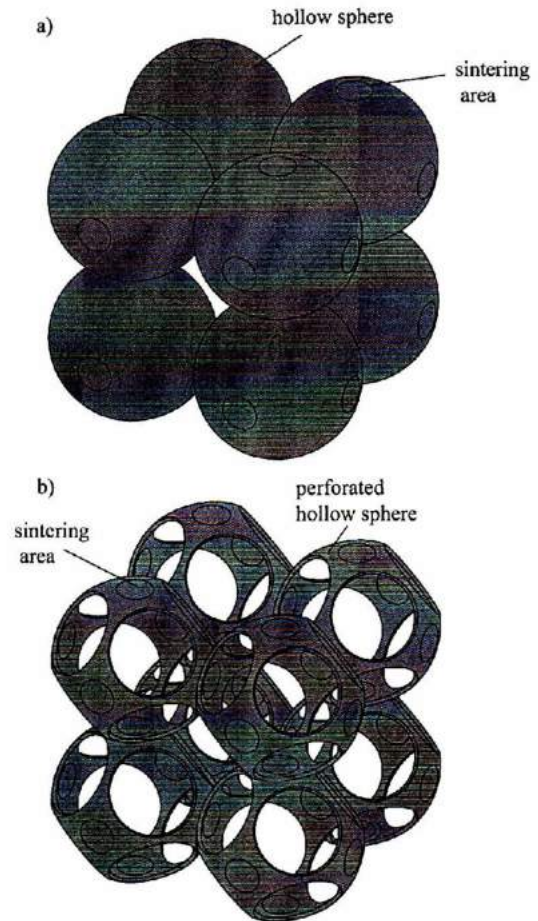 a)
hollow sphere
sintering
area
b)
perforated
hollow sphere
sintering
area